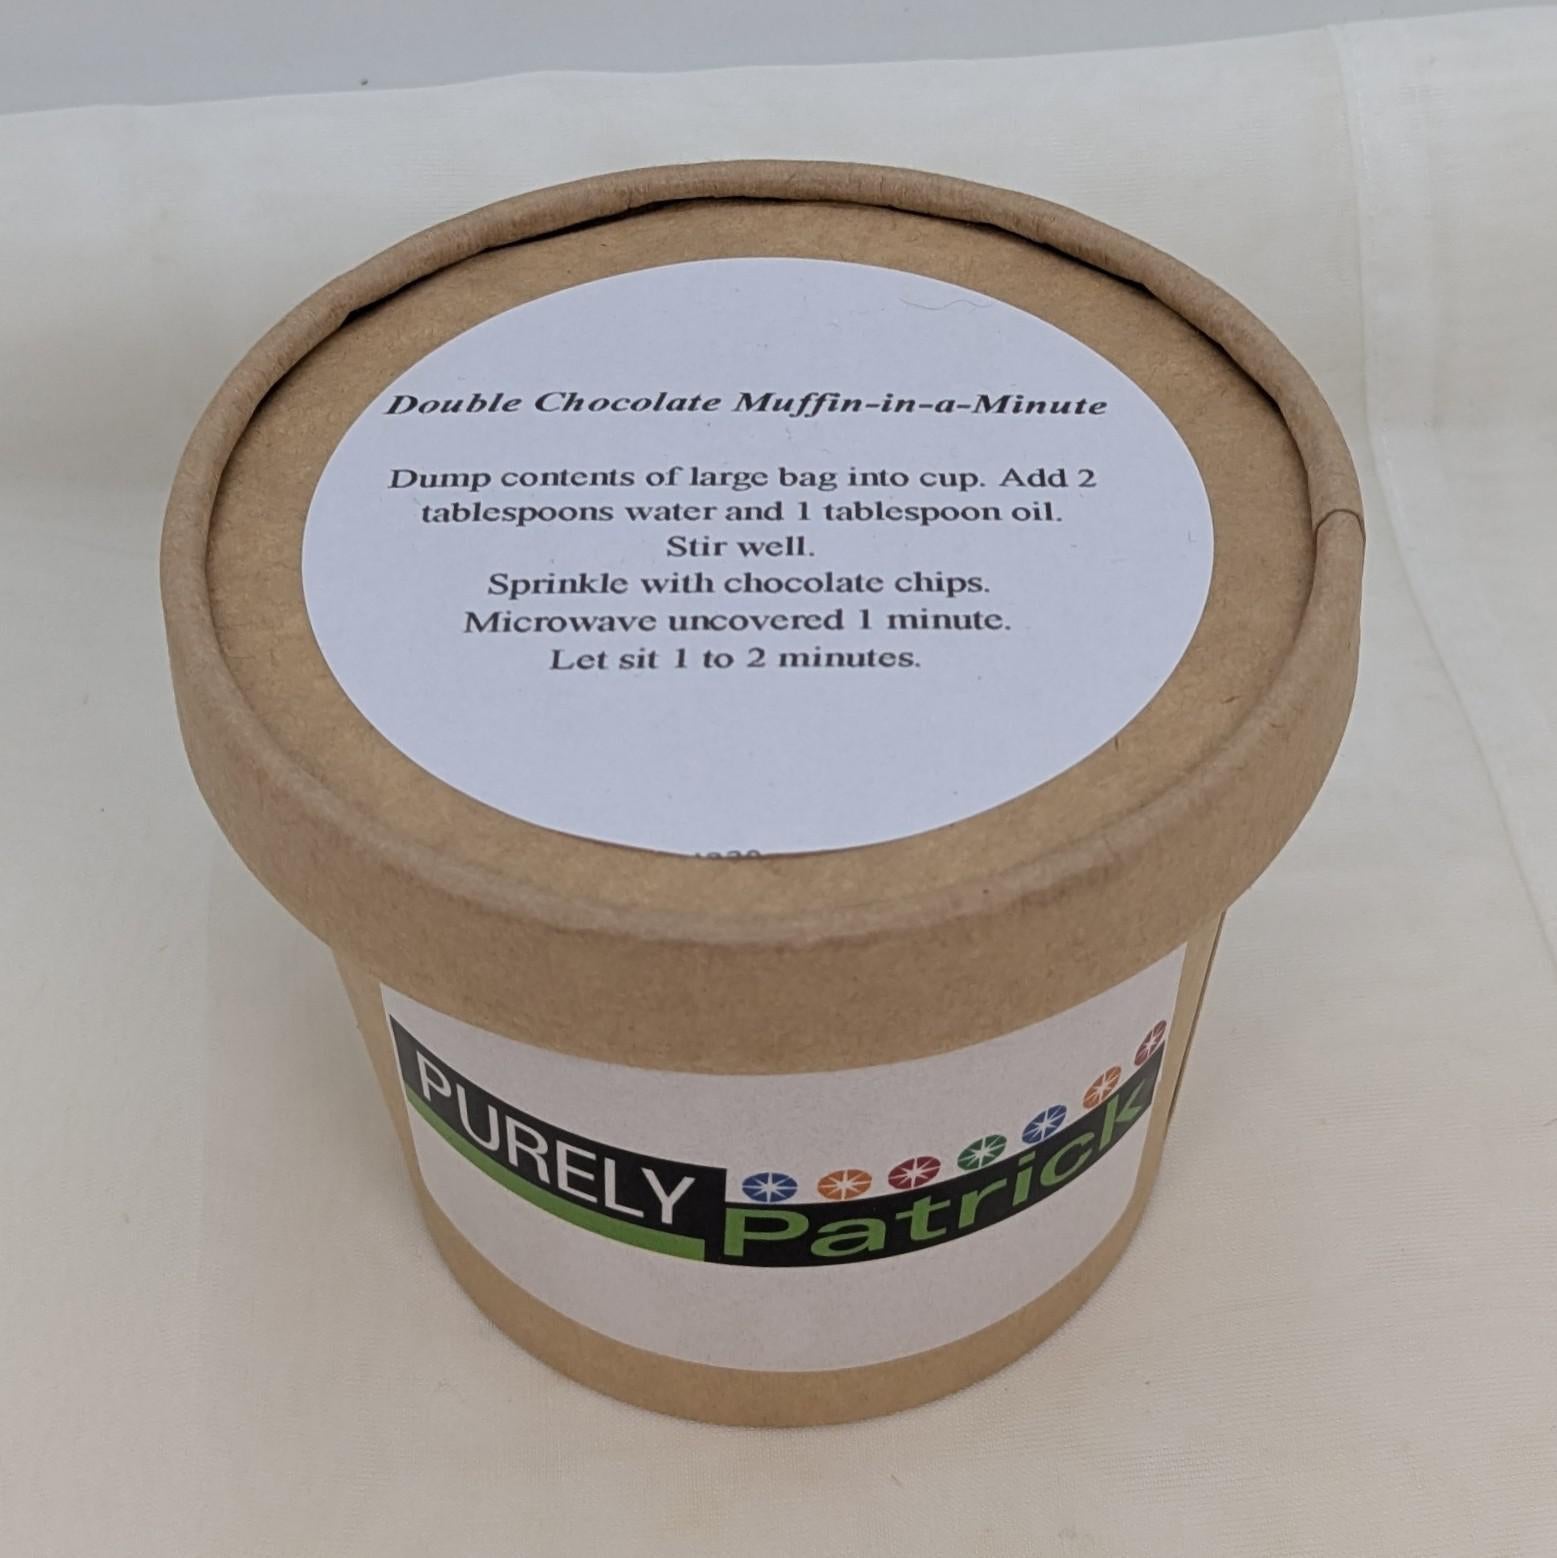 Double Chocolate Muffin-in-a-Minute
Dump contents of large bag into cup. Add 2
tablespoons water and 1 tablespoon oil.
Stir well.
Sprinkle with chocolate chips.
Microwave uncovered 1 minute.
Let sit 1 to 2 minutes.
PURELY
Patrick